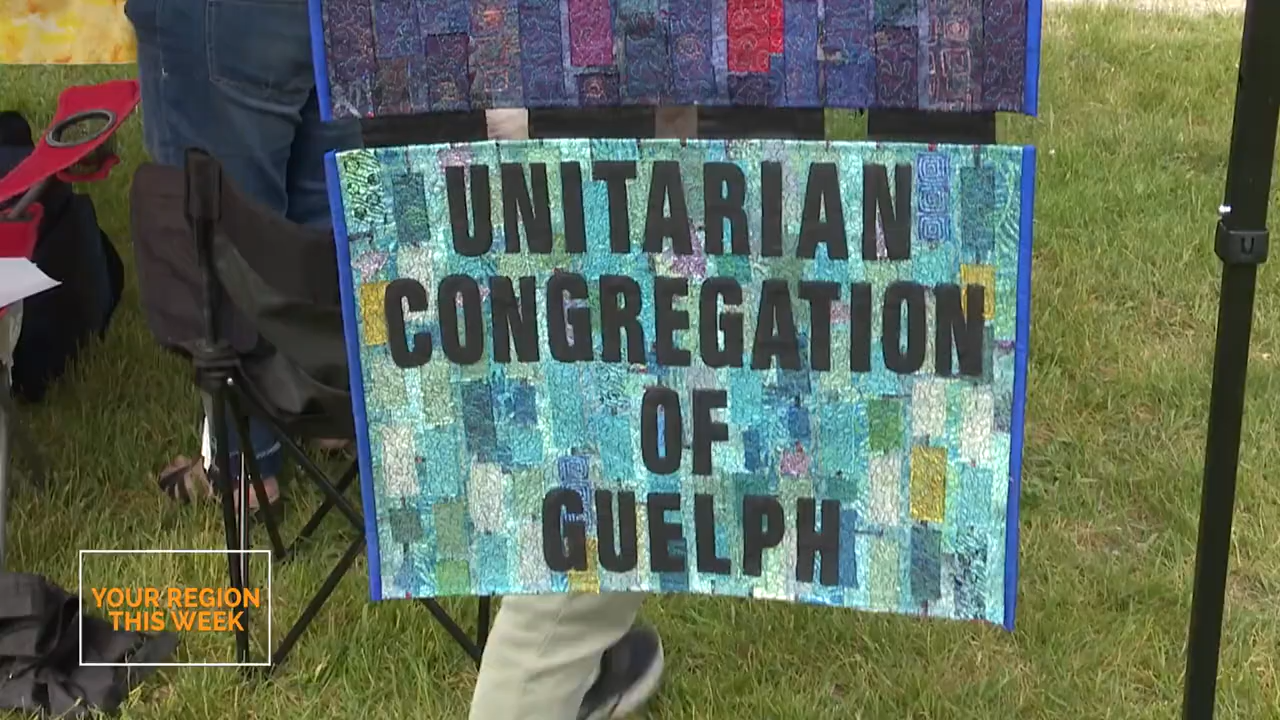 UNITARIAN
CONGREGATION
OF
GUELPH
YOUR REGION
THIS WEEK